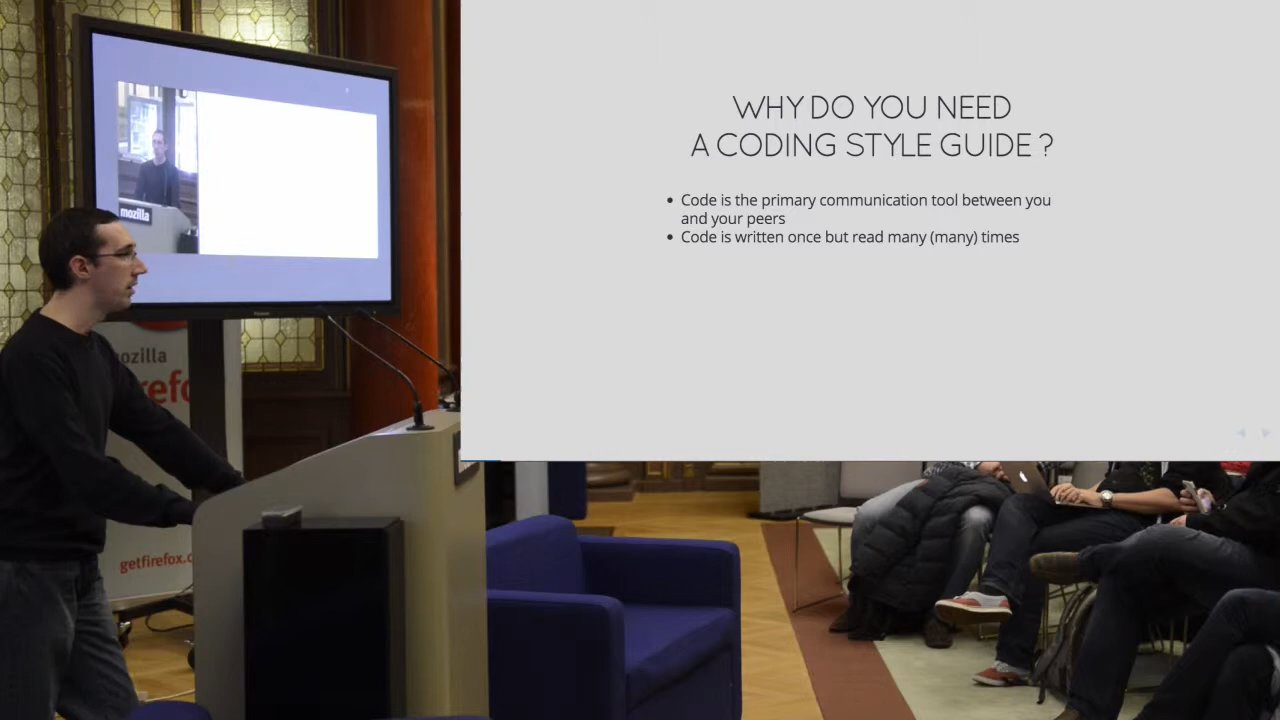 WHY DO YOU NEED
A CODING STYLE GUIDE ?
• Code is the primary communication tool between you
and your peers
• Code is written once but read many (many) times
mozilla
mozilla
getfirefox.c